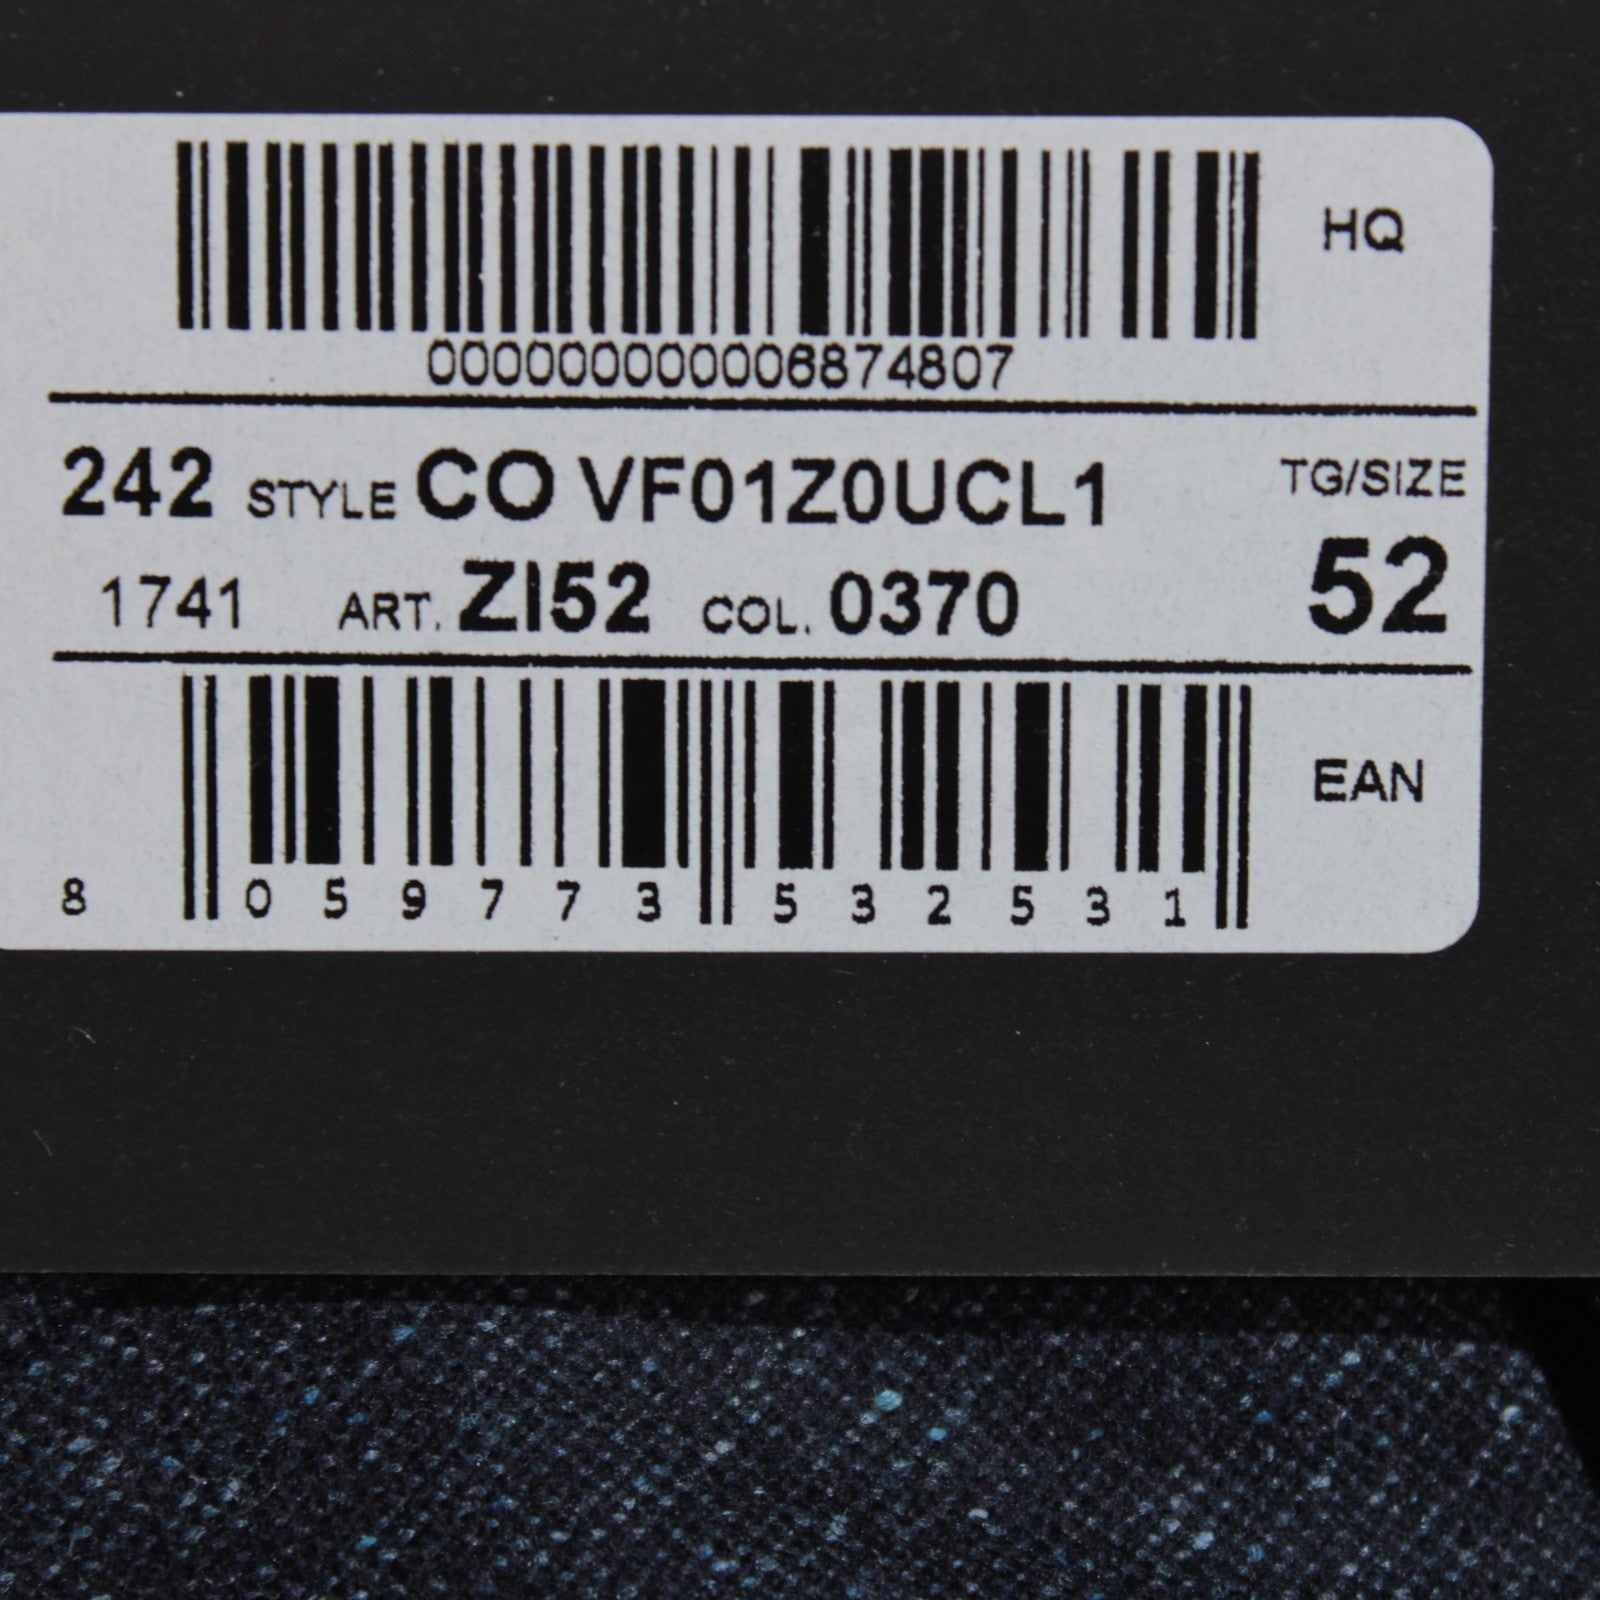 HQ
000000000006874807
242 STYLE CO VF01Z0UCL1 TG/SIZE
1741 ART. ZI52 COL. 0370 52
EAN
8 059773 532531